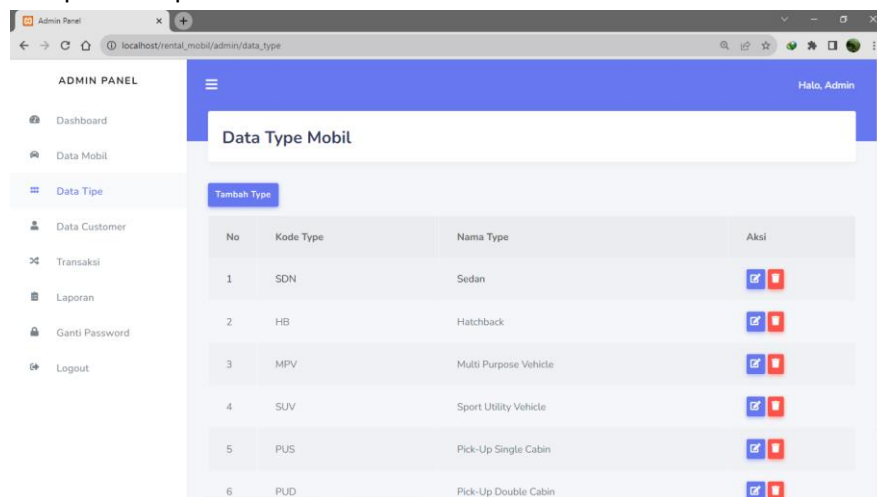 Admin Panel
localhost/rental_mobil/admin/data_type
ADMIN PANEL
Halo, Admin
Dashboard
Data Mobil
Data Tipe
Data Customer
Transaksi
Laporan
Ganti Password
Logout
Data Type Mobil
Tambah Type
No Kode Type Nama Type Aksi
1 SDN Sedan
2 HB Hatchback
3 MPV Multi Purpose Vehicle
4 SUV Sport Utility Vehicle
5 PUS Pick-Up Single Cabin
6 PUD Pick-Up Double Cabin